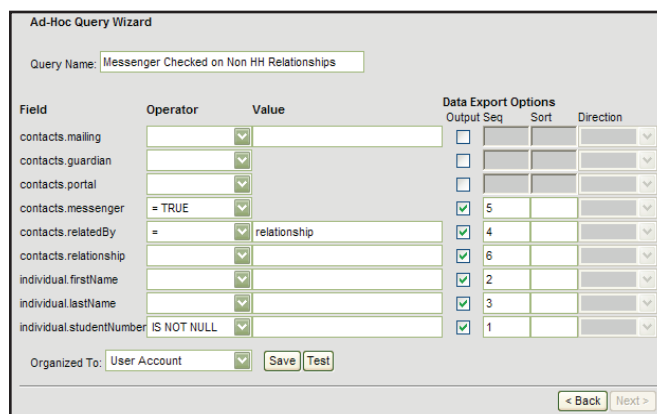 Ad-Hoc Query Wizard
Query Name: Messenger Checked on Non HH Relationships
Data Export Options
Field Operator Value Output Seq Sort Direction
contacts.mailing
contacts.guardian
contacts.portal
contacts.messenger = TRUE 5
contacts.relatedBy = relationship 4
contacts.relationship 6
individual.firstName 2
individual.lastName 3
individual.studentNumber IS NOT NULL 1
Organized To: User Account Save Test
< Back Next >